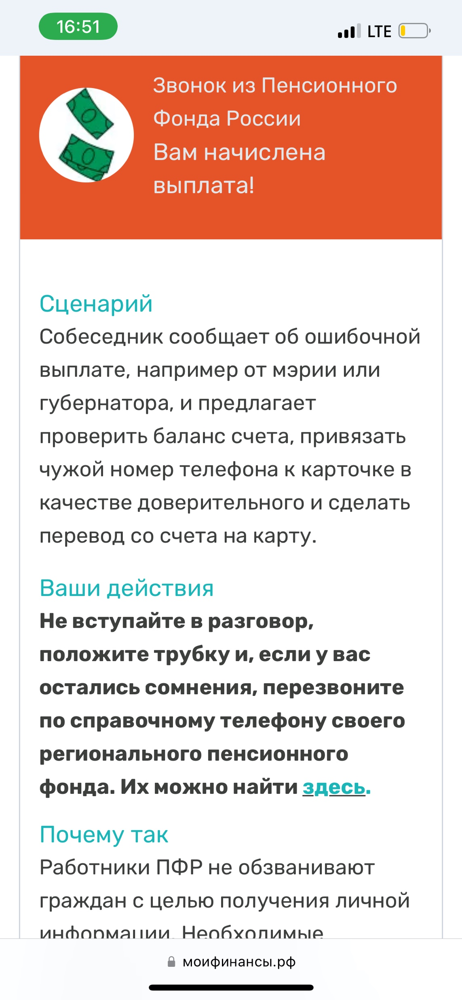 16:51
LTE
Звонок из Пенсионного
Фонда России
Вам начислена
выплата!
Сценарий
Собеседник сообщает об ошибочной
выплате, например от мэрии или
губернатора, и предлагает
проверить баланс счета, привязать
чужой номер телефона к карточке в
качестве доверительного и сделать
перевод со счета на карту.
Ваши действия
Не вступайте в разговор,
положите трубку и, если у вас
остались сомнения, перезвоните
по справочному телефону своего
регионального пенсионного
фонда. Их можно найти здесь.
Почему так
Работники ПФР не обзванивают
граждан с целью получения личной
информации. Необходимые
моифинансы.рф